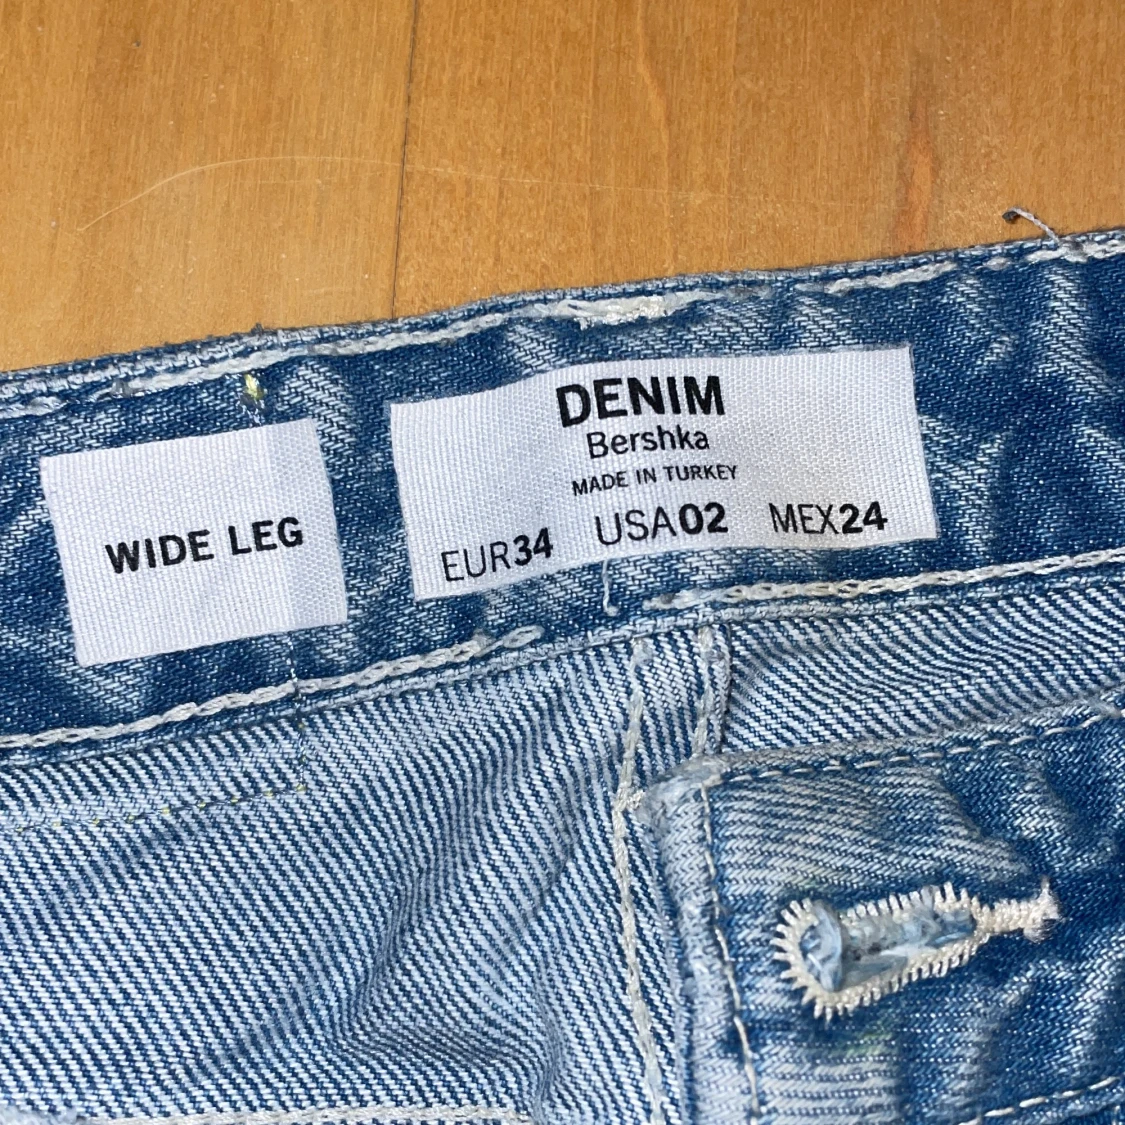 WIDE LEG
DENIM
Bershka
MADE IN TURKEY
EUR34 USA02 MEX24